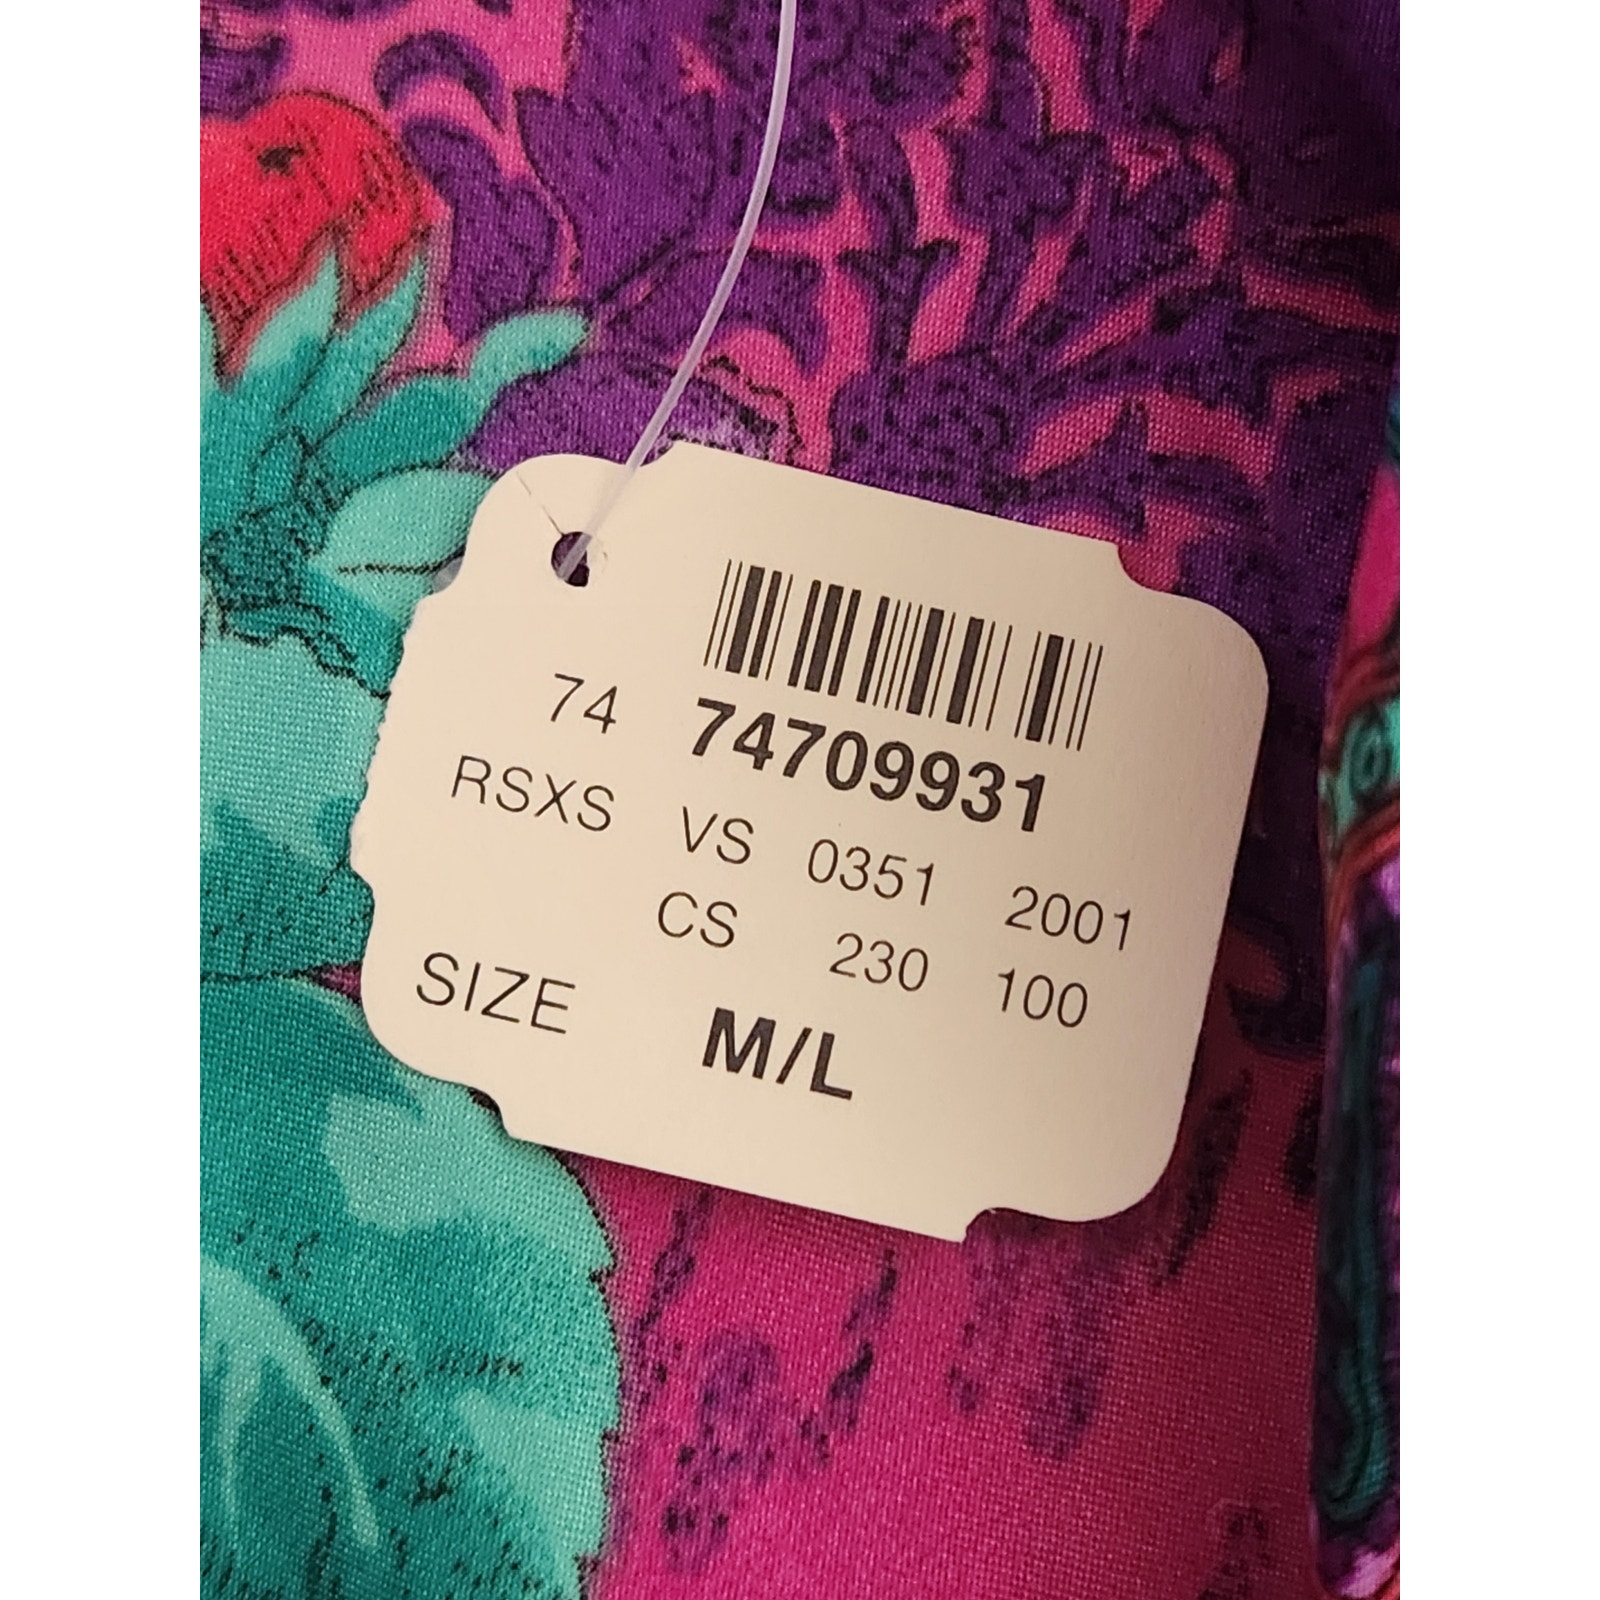 74 74709931
RSXS VS 0351 2001
CS 230 100
SIZE M/L